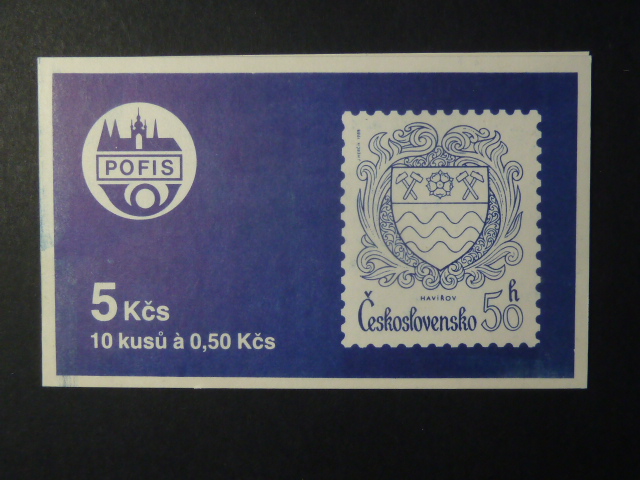 POFIS
5 Kčs
10 kusů à 0,50 Kčs
HAVÍŘOV
Československo 50 h